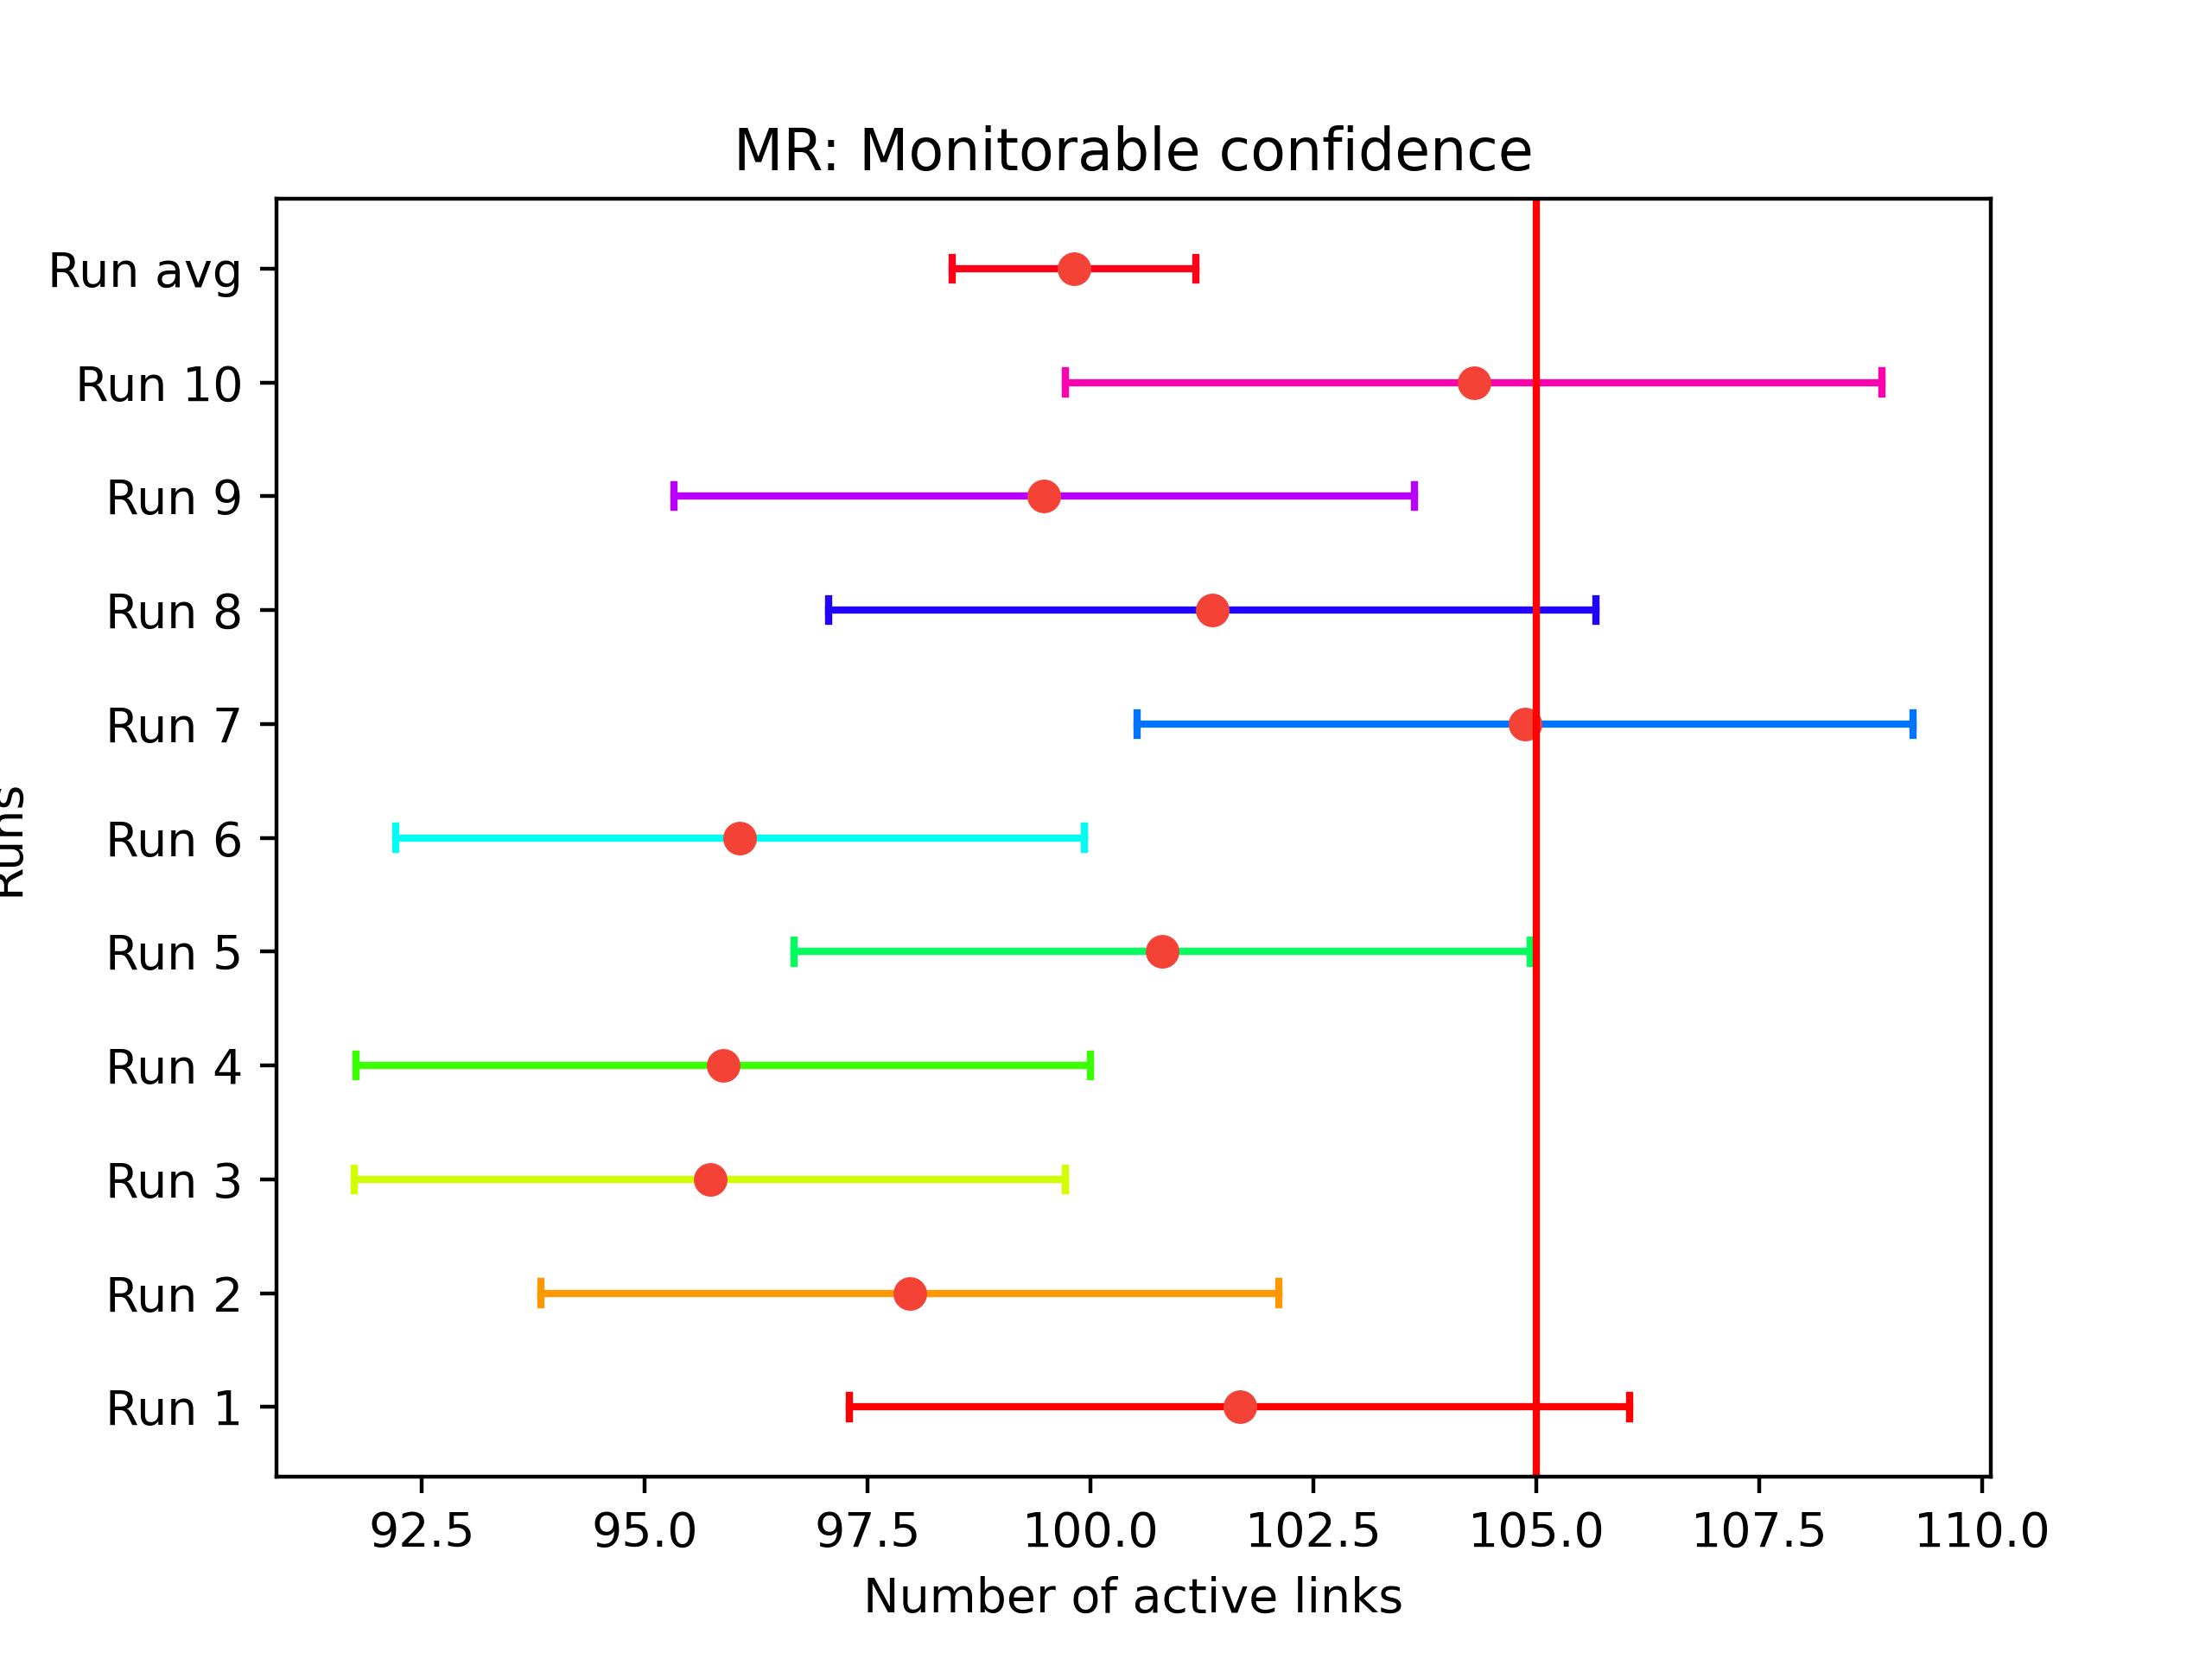 MR: Monitorable confidence
Run avg
Run 10
Run 9
Run 8
Run 7
Run 6
Run 5
Run 4
Run 3
Run 2
Run 1
Runs
92.5 95.0 97.5 100.0 102.5 105.0 107.5 110.0
Number of active links